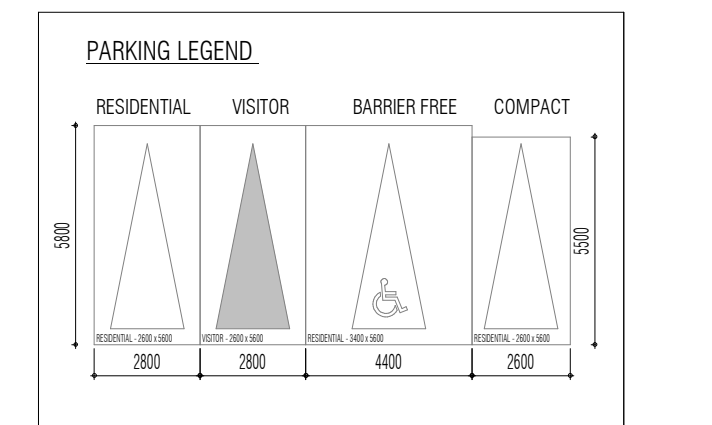 PARKING LEGEND
RESIDENTIAL VISITOR BARRIER FREE COMPACT
5800
5500
RESIDENTIAL - 2600 x 5600 VISITOR - 2600 x 5600 RESIDENTIAL - 3400 x 5600 RESIDENTIAL - 2600 x 5600
2800 2800 4400 2600